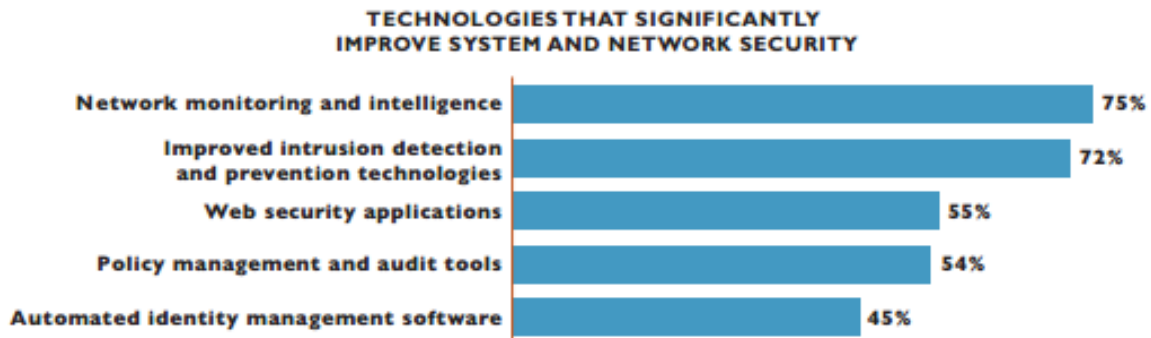 TECHNOLOGIES THAT SIGNIFICANTLY
IMPROVE SYSTEM AND NETWORK SECURITY
Network monitoring and intelligence 75%
Improved intrusion detection
and prevention technologies 72%
Web security applications 55%
Policy management and audit tools 54%
Automated identity management software 45%